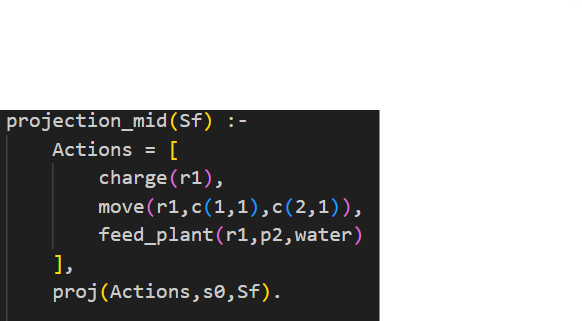 projection_mid(Sf) :-
    Actions = [
        charge(r1),
        move(r1,c(1,1),c(2,1)),
        feed_plant(r1,p2,water)
    ],
    proj(Actions,s0,Sf).